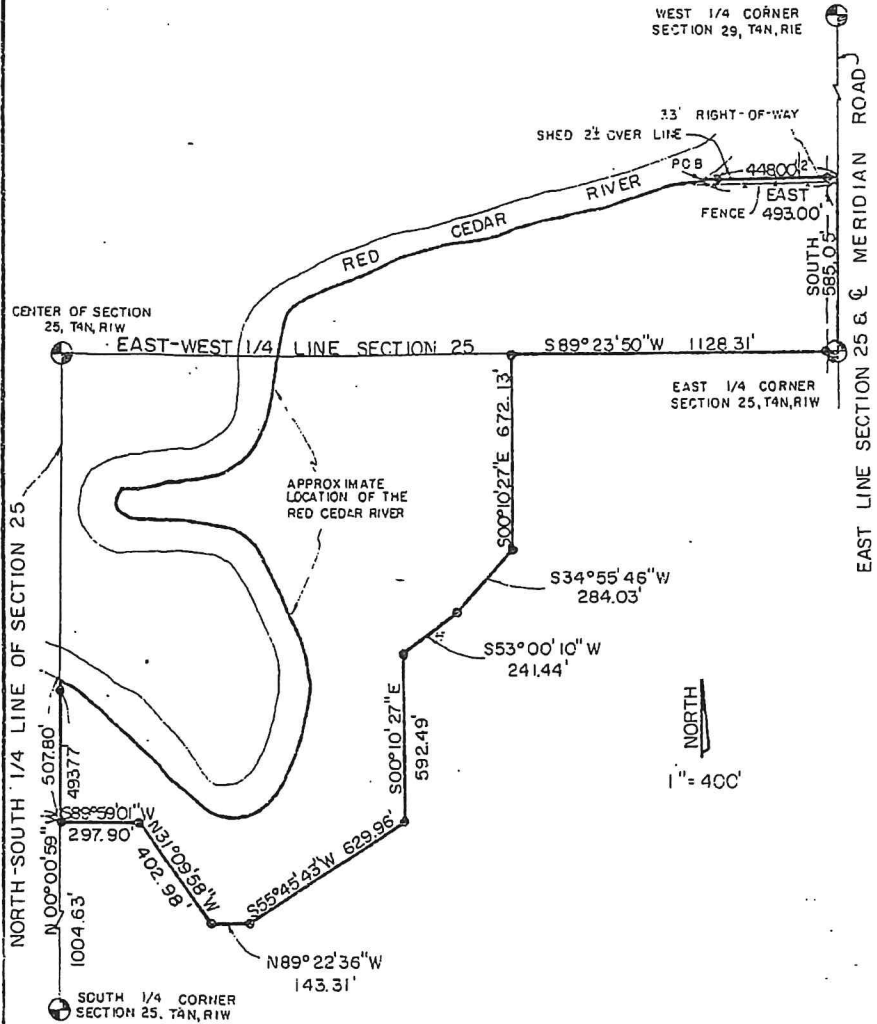 WEST 1/4 CORNER
SECTION 29, T4N, R1E
33' RIGHT-OF-WAY
SHED 2'± OVER LINE
POB
448.00'
EAST
493.00'
FENCE
RED CEDAR RIVER
SOUTH
585.05'
EAST LINE SECTION 25 & ℄ MERIDIAN ROAD
CENTER OF SECTION
25, T4N, R1W
EAST-WEST 1/4 LINE SECTION 25
S89°23'50"W 1128.31'
EAST 1/4 CORNER
SECTION 25, T4N, R1W
S00°10'27"E 672.13'
APPROXIMATE
LOCATION OF THE
RED CEDAR RIVER
S34°55'46"W
284.03'
S53°00'10"W
241.44'
S00°10'27"E
592.49'
NORTH
1"=400'
NORTH-SOUTH 1/4 LINE OF SECTION 25
N00°00'59"W 507.80'
493.77
S89°59'01"W
297.90'
N31°09'58"W
402.98'
S55°45'43"W 629.96'
N89°22'36"W
143.31'
1004.63'
SOUTH 1/4 CORNER
SECTION 25, T4N, R1W